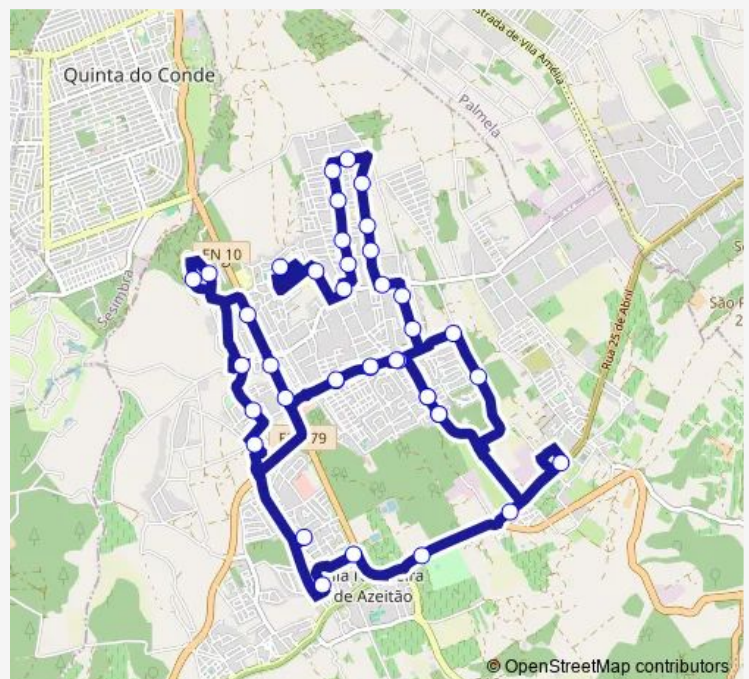 Quinta do Conde
Estrada de Vila Amélia
Palmela
EN 10
Sesimbra
Rua 25 de Abril
São
79
de Azeitão
© OpenStreetMap contributors